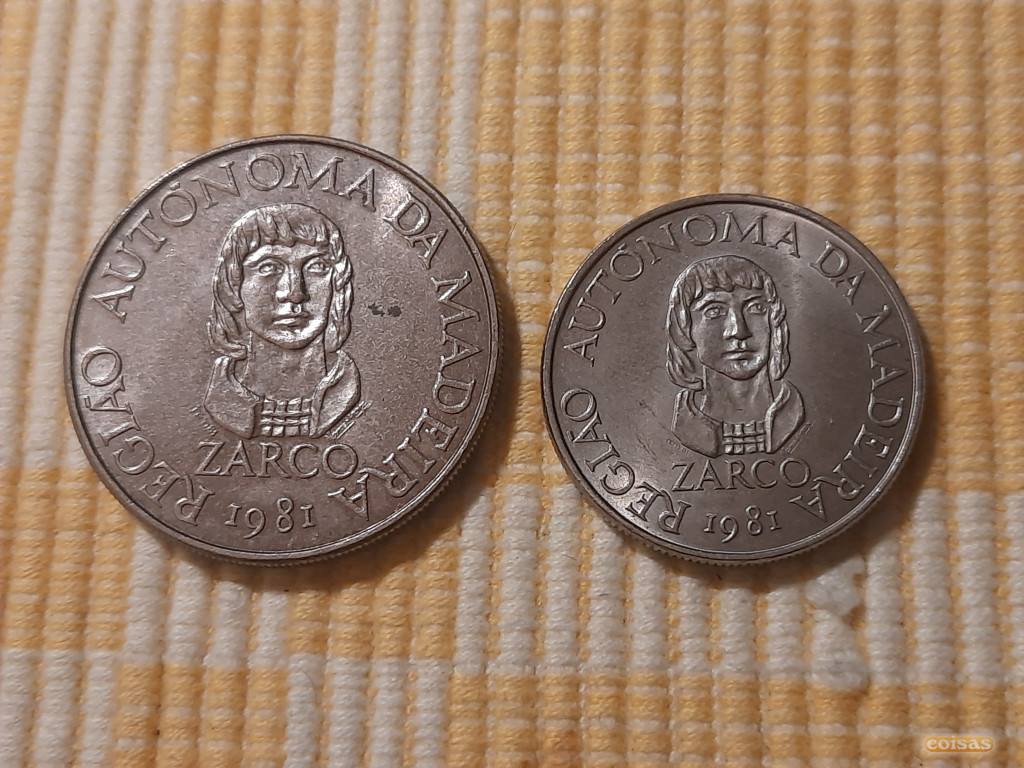 REGIÃO AUTÓNOMA DA MADEIRA
ZARCO
1981
REGIÃO AUTÓNOMA DA MADEIRA
ZARCO
1981
coisas